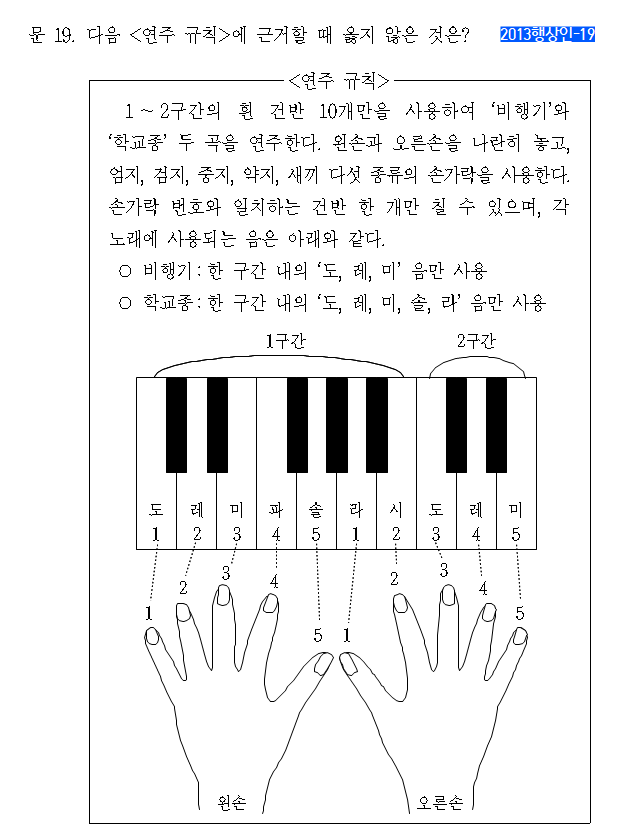 문 19. 다음 <연주 규칙>에 근거할 때 옳지 않은 것은? 2013행상인-19
<연주 규칙>
1 ~ 2구간의 흰 건반 10개만을 사용하여 ‘비행기’와
‘학교종’ 두 곡을 연주한다. 왼손과 오른손을 나란히 놓고,
엄지, 검지, 중지, 약지, 새끼 다섯 종류의 손가락을 사용한다.
손가락 번호와 일치하는 건반 한 개만 칠 수 있으며, 각
노래에 사용되는 음은 아래와 같다.
○ 비행기 : 한 구간 내의 ‘도, 레, 미’ 음만 사용
○ 학교종 : 한 구간 내의 ‘도, 레, 미, 솔, 라’ 음만 사용
1구간 2구간
도 레 미 파 솔 라 시 도 레 미
1 2 3 4 5 1 2 3 4 5
1 2 3 4 5 1 2 3 4 5
왼손 오른손